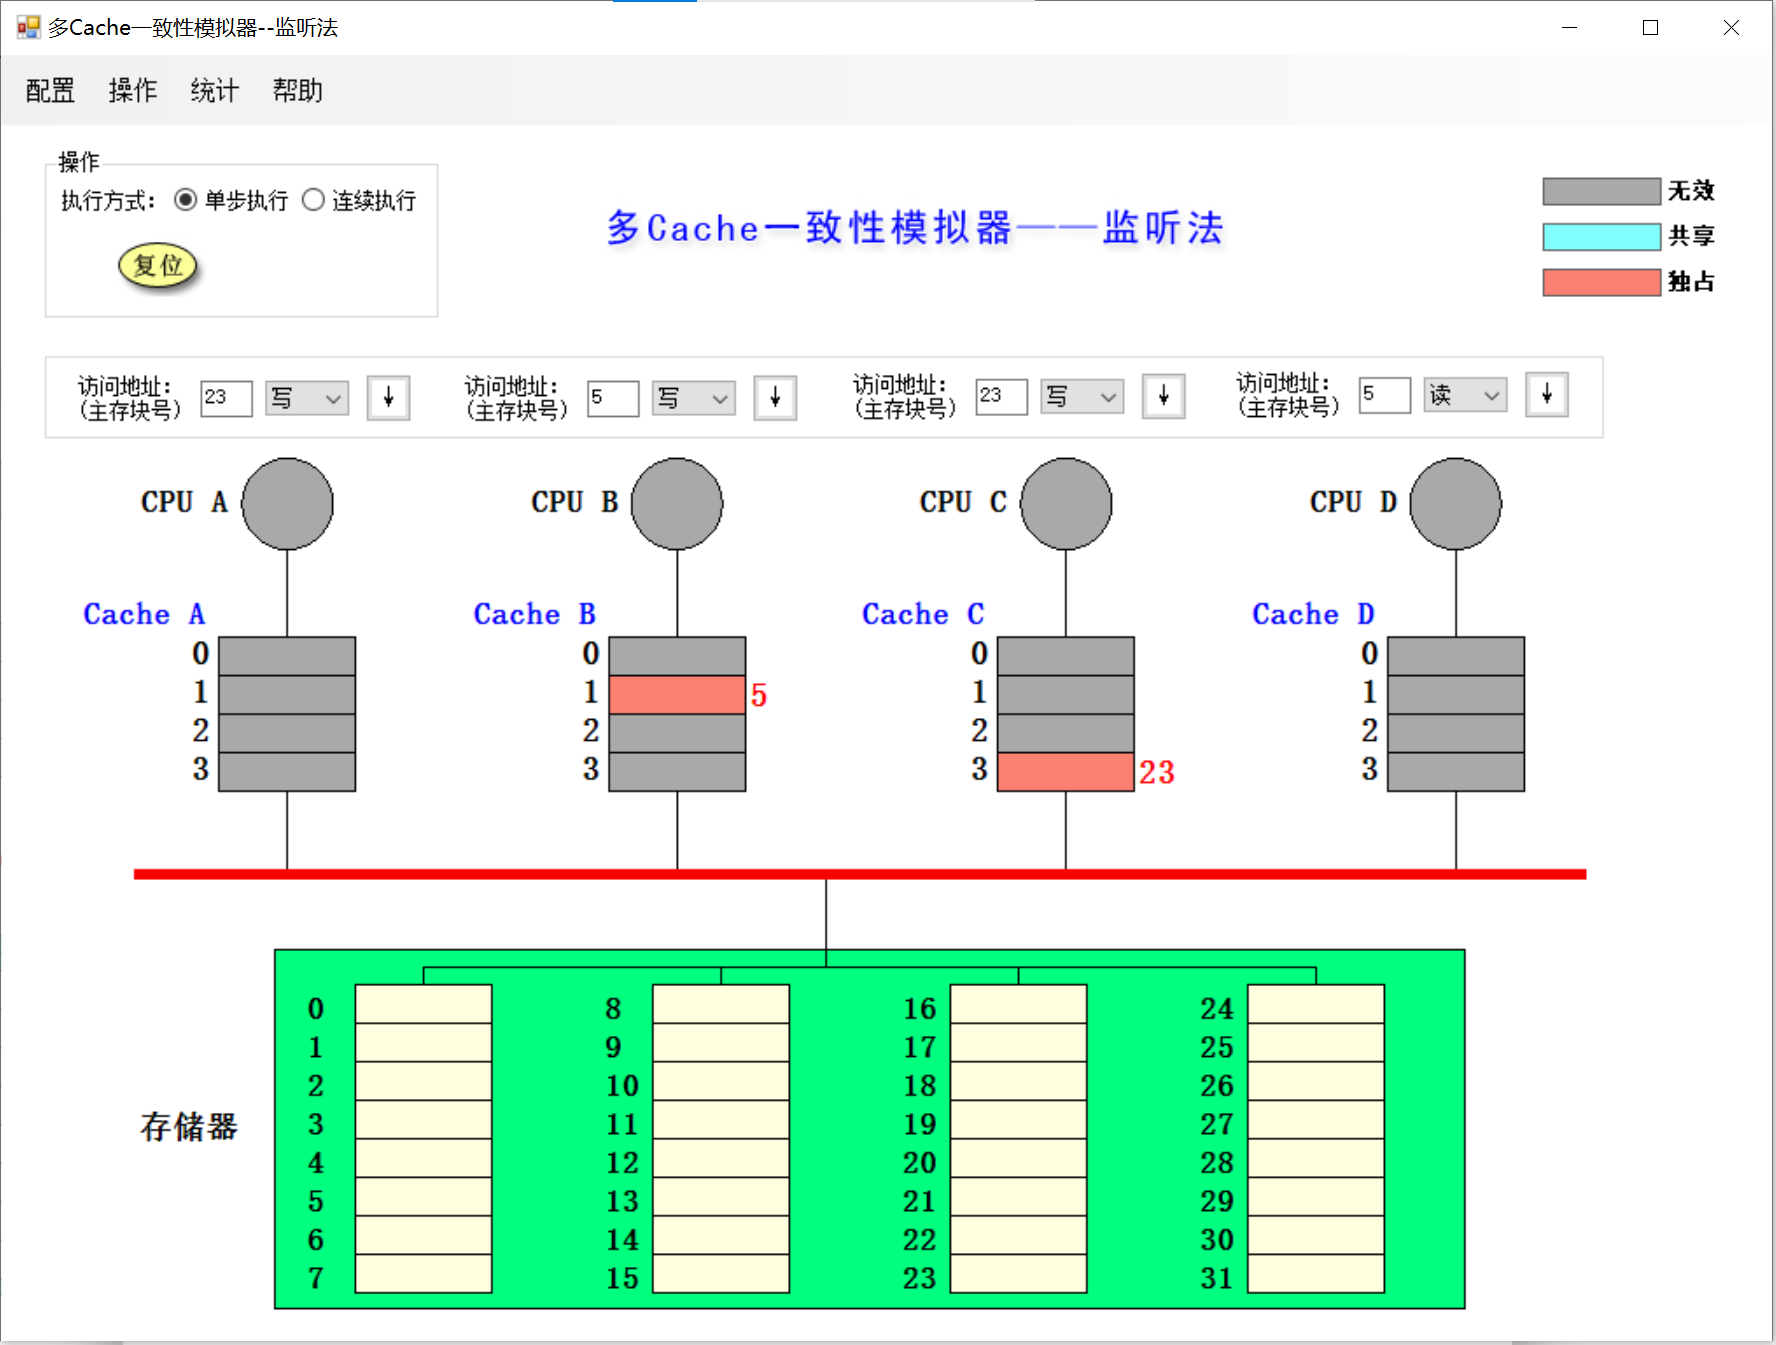 多Cache一致性模拟器--监听法
配置 操作 统计 帮助
操作
执行方式: 单步执行 连续执行
复位
多Cache一致性模拟器——监听法
无效
共享
独占
访问地址: (主存块号) 23 写 ↓
访问地址: (主存块号) 5 写 ↓
访问地址: (主存块号) 23 写 ↓
访问地址: (主存块号) 5 读 ↓
CPU A CPU B CPU C CPU D
Cache A Cache B Cache C Cache D
0 0 0 0
1 1 5 1 1
2 2 2 2
3 3 3 23 3
存储器
0 8 16 24
1 9 17 25
2 10 18 26
3 11 19 27
4 12 20 28
5 13 21 29
6 14 22 30
7 15 23 31